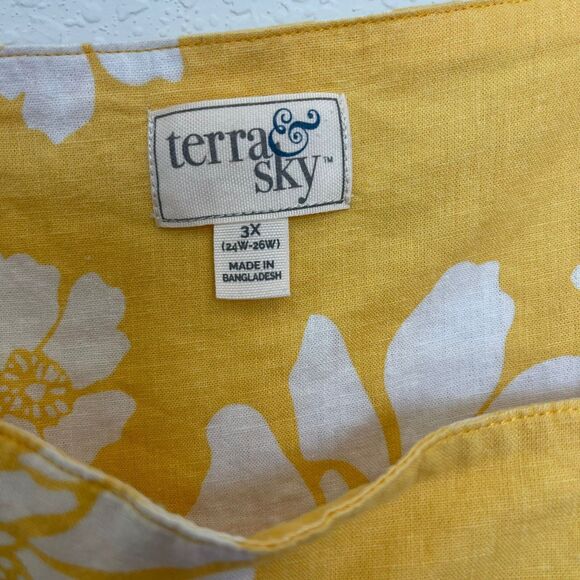 terra&
sky™
3X
(24W-26W)
MADE IN
BANGLADESH